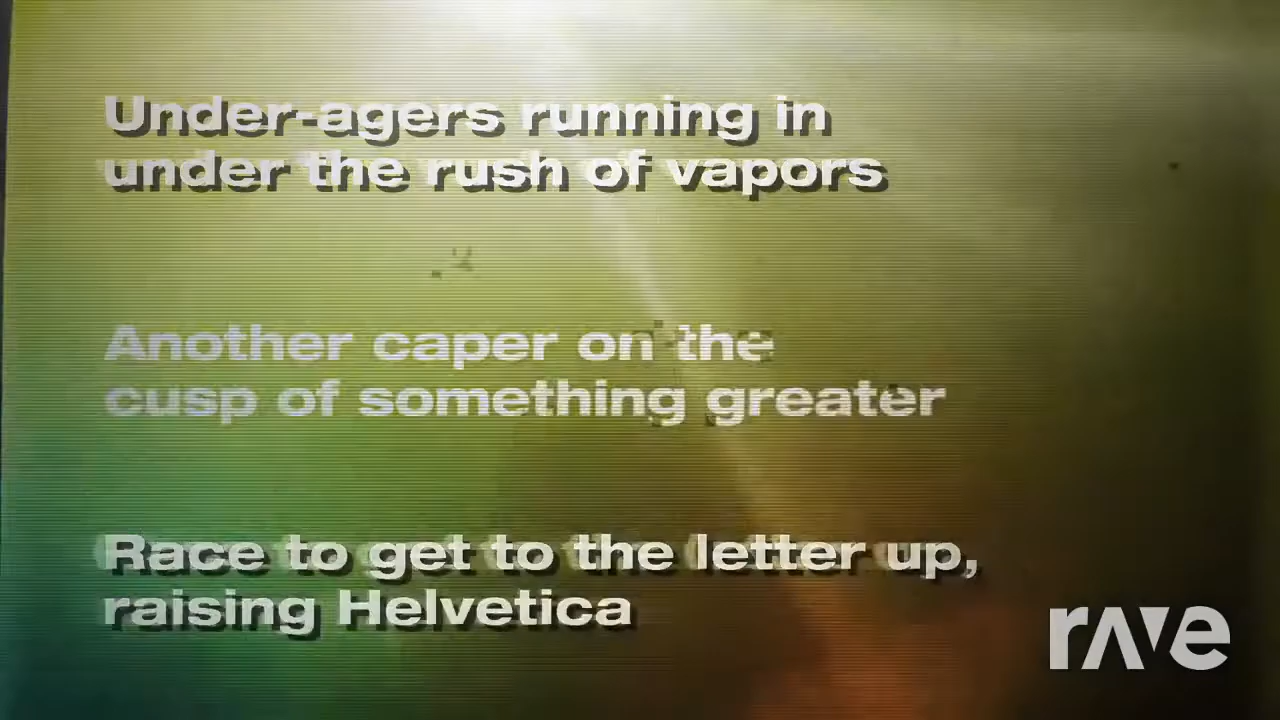 Under-agers running in
under the rush of vapors
Another caper on the
cusp of something greater
Race to get to the letter up,
raising Helvetica
rave